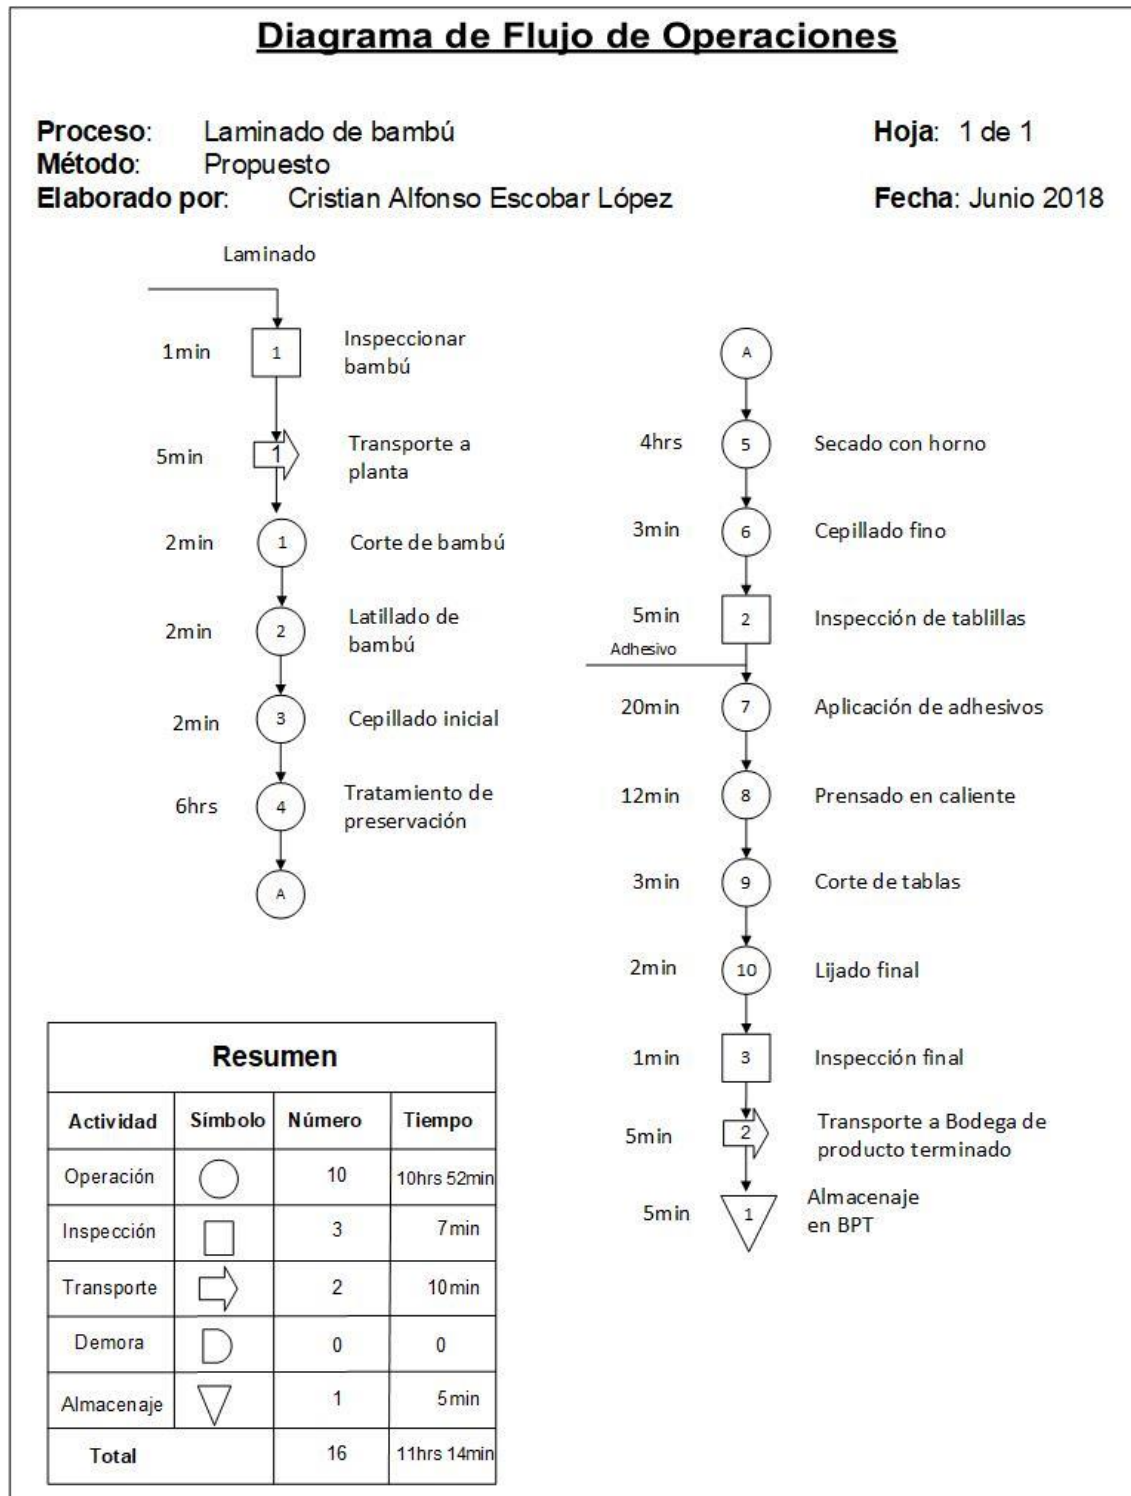 Diagrama de Flujo de Operaciones
Proceso: Laminado de bambú
Hoja: 1 de 1
Método: Propuesto
Elaborado por: Cristian Alfonso Escobar López
Fecha: Junio 2018
Laminado
1min 1 Inspeccionar
bambú
5min 1 Transporte a
planta
2min 1 Corte de bambú
2min 2 Latillado de
bambú
2min 3 Cepillado inicial
6hrs 4 Tratamiento de
preservación
A
A
4hrs 5 Secado con horno
3min 6 Cepillado fino
5min 2 Inspección de tablillas
Adhesivo
20min 7 Aplicación de adhesivos
12min 8 Prensado en caliente
3min 9 Corte de tablas
2min 10 Lijado final
1min 3 Inspección final
5min 2 Transporte a Bodega de
producto terminado
5min 1 Almacenaje
en BPT
Resumen
Actividad Símbolo Número Tiempo
Operación 10 10hrs 52min
Inspección 3 7min
Transporte 2 10min
Demora 0 0
Almacenaje 1 5min
Total 16 11hrs 14min